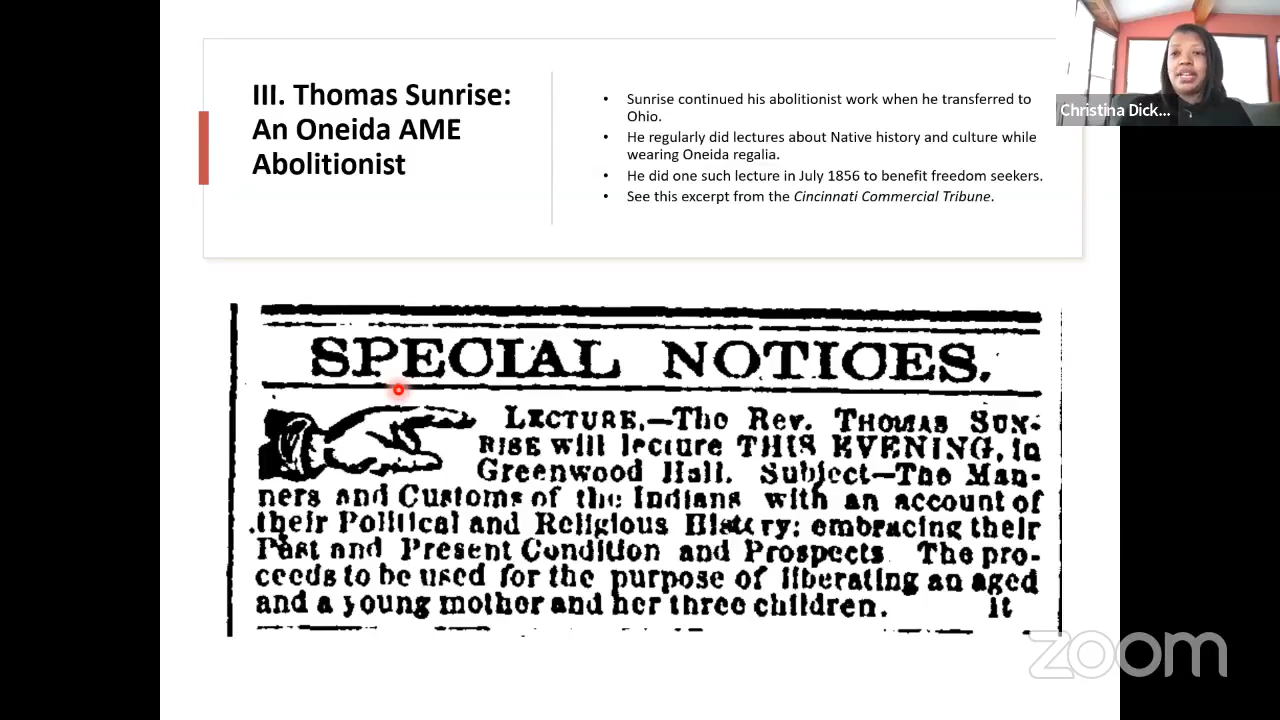 III. Thomas Sunrise:
An Oneida AME
Abolitionist
• Sunrise continued his abolitionist work when he transferred to
Ohio.
• He regularly did lectures about Native history and culture while
wearing Oneida regalia.
• He did one such lecture in July 1856 to benefit freedom seekers.
• See this excerpt from the Cincinnati Commercial Tribune.
Christina Dick...
SPECIAL NOTICES.
LECTURE.—The Rev. THOMAS SUN-
RISE will lecture THIS EVENING, in
Greenwood Hall. Subject—The Man-
ners and Customs of the Indians with an account of
their Political and Religious History; embracing their
Past and Present Condition and Prospects The pro-
ceeds to be used for the purpose of liberating an aged
and a young mother and her three children. 1t
zoom